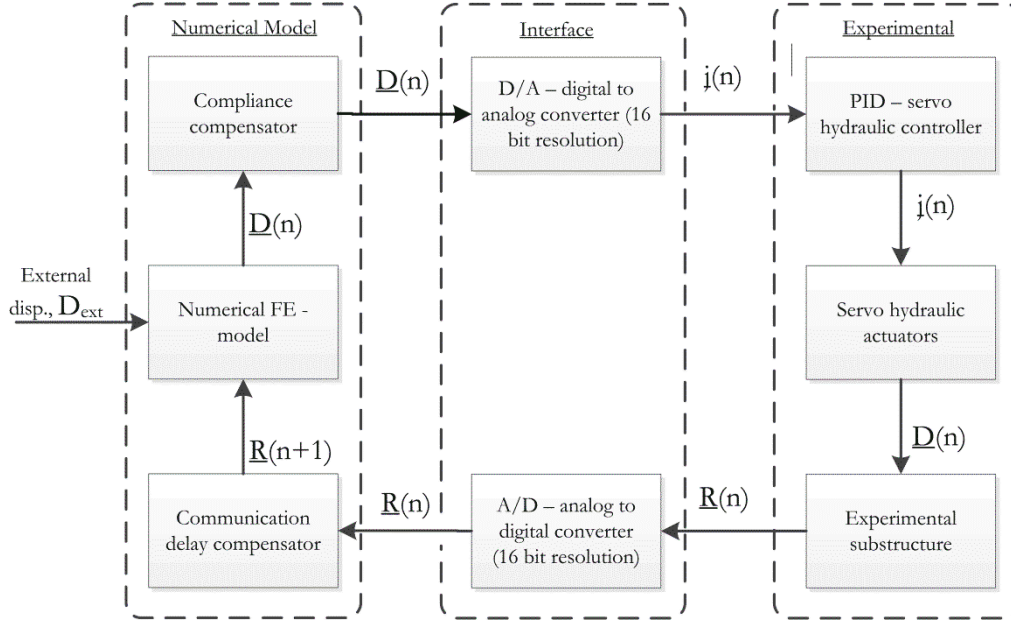 Numerical Model
Interface
Experimental
Compliance
compensator
D(n)
D/A – digital to
analog converter (16
bit resolution)
j(n)
PID – servo
hydraulic controller
D(n)
j(n)
External
disp., Dext
Numerical FE -
model
Servo hydraulic
actuators
R(n+1)
D(n)
Communication
delay compensator
R(n)
A/D – analog to
digital converter
(16 bit resolution)
R(n)
Experimental
substructure